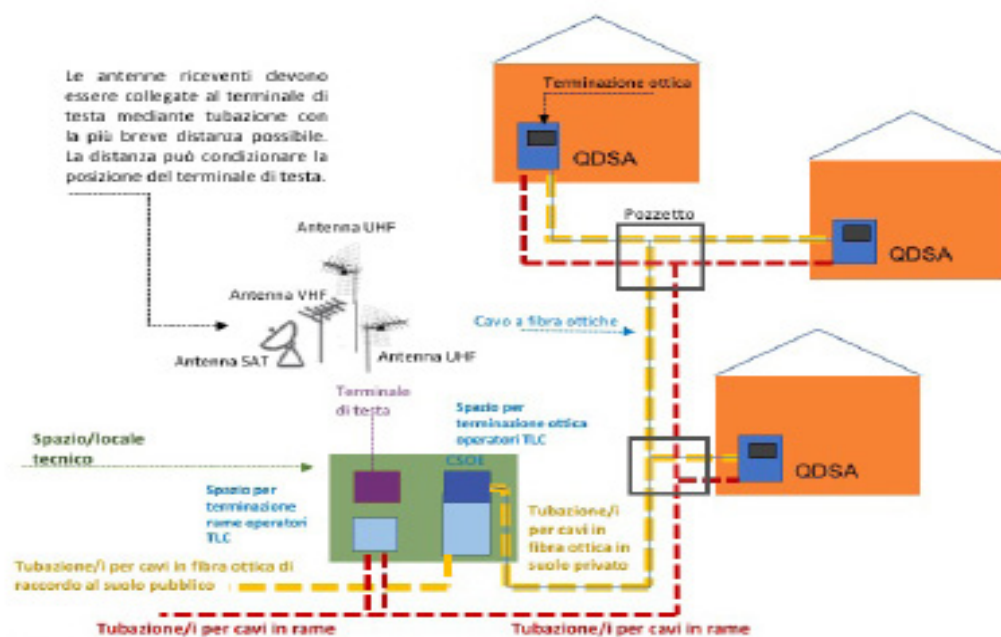 Le antenne riceventi devono
essere collegate al terminale di
testa mediante tubazione con
la più breve distanza possibile.
La distanza può condizionare la
posizione del terminale di testa.
Terminazione ottica
QDSA
Pozzetto
QDSA
Antenna UHF
Antenna VHF
Antenna SAT
Antenna UHF
Cavo a fibra ottiche
Terminale
di testa
Spazio per
terminazione ottica
operatori TLC
CSOE
Spazio/locale
tecnico
Spazio per
terminazione
rame operatori
TLC
QDSA
Tubazione/i
per cavi in
fibra ottica in
suolo privato
Tubazione/i per cavi in fibra ottica di
raccordo al suolo pubblico
Tubazione/i per cavi in rame
Tubazione/i per cavi in rame